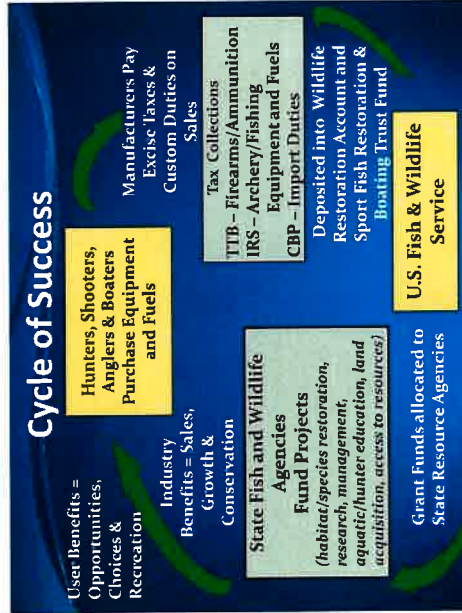 Cycle of Success
Hunters, Shooters,
Anglers & Boaters
Purchase Equipment
and Fuels
Manufacturers Pay
Excise Taxes &
Custom Duties on
Sales
Tax Collections
TTB – Firearms/Ammunition
IRS – Archery/Fishing
Equipment and Fuels
CBP – Import Duties
Deposited into Wildlife
Restoration Account and
Sport Fish Restoration &
Boating Trust Fund
U.S. Fish & Wildlife
Service
Grant Funds allocated to
State Resource Agencies
State Fish and Wildlife
Agencies
Fund Projects
(habitat/species restoration,
research, management,
aquatic/hunter education, land
acquisition, access to resources)
Industry
Benefits = Sales,
Growth &
Conservation
User Benefits =
Opportunities,
Choices &
Recreation